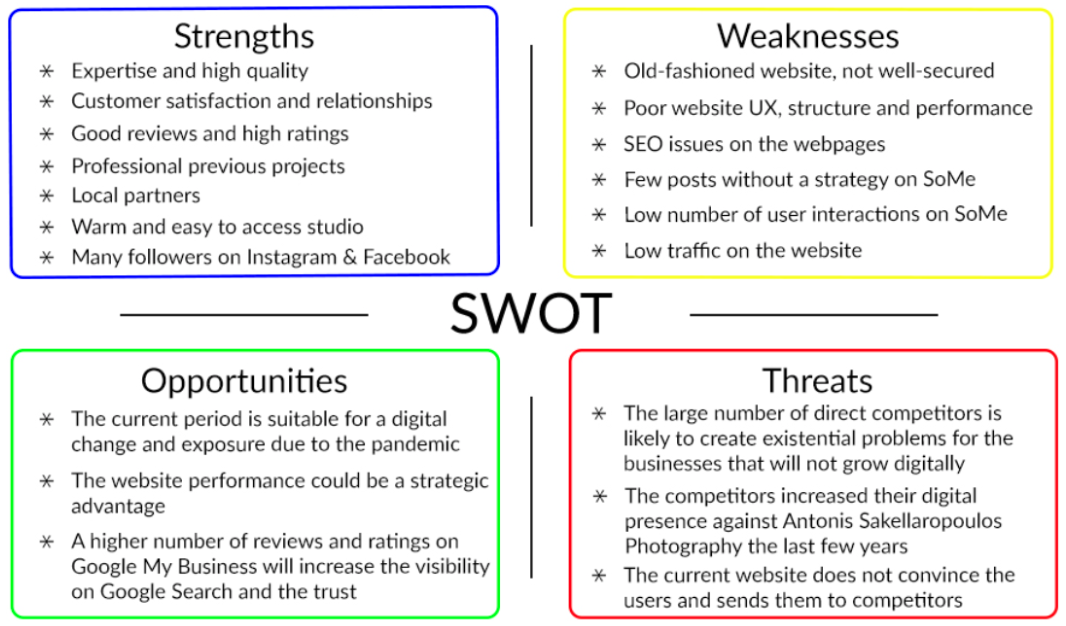 Strengths
* Expertise and high quality
* Customer satisfaction and relationships
* Good reviews and high ratings
* Professional previous projects
* Local partners
* Warm and easy to access studio
* Many followers on Instagram & Facebook
Weaknesses
* Old-fashioned website, not well-secured
* Poor website UX, structure and performance
* SEO issues on the webpages
* Few posts without a strategy on SoMe
* Low number of user interactions on SoMe
* Low traffic on the website
SWOT
Opportunities
* The current period is suitable for a digital
change and exposure due to the pandemic
* The website performance could be a strategic
advantage
* A higher number of reviews and ratings on
Google My Business will increase the visibility
on Google Search and the trust
Threats
* The large number of direct competitors is
likely to create existential problems for the
businesses that will not grow digitally
* The competitors increased their digital
presence against Antonis Sakellaropoulos
Photography the last few years
* The current website does not convince the
users and sends them to competitors